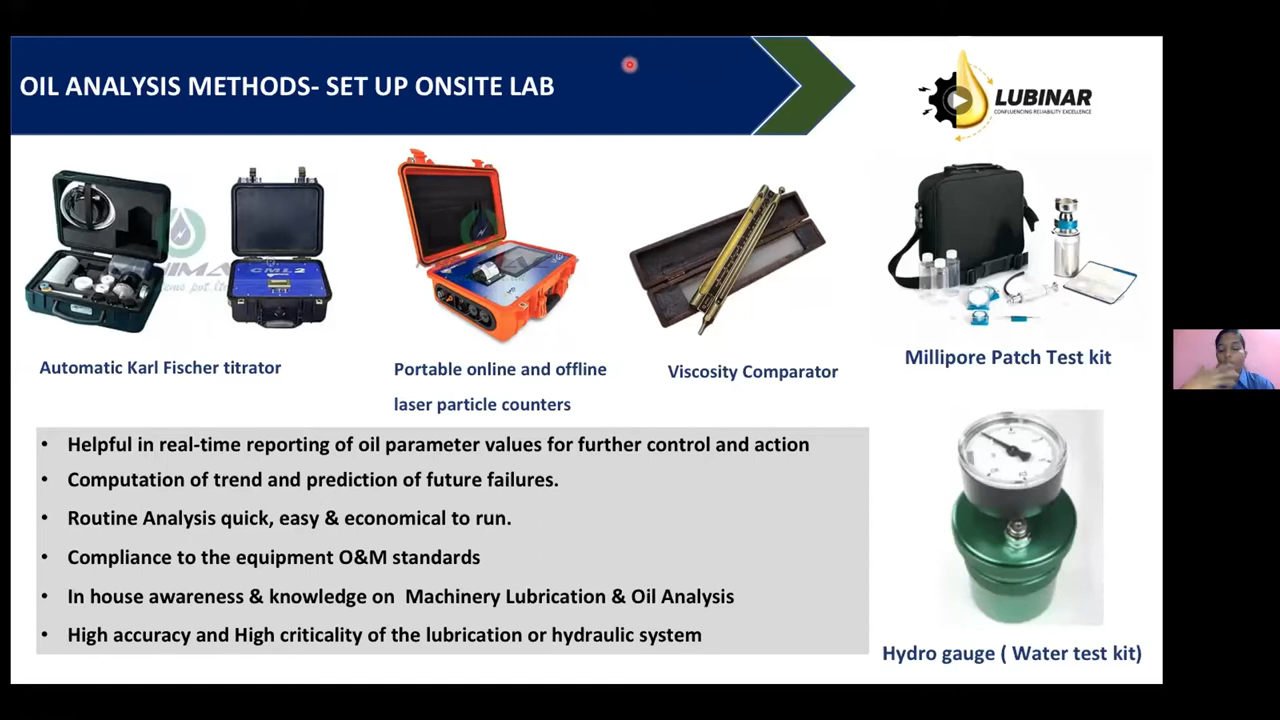 OIL ANALYSIS METHODS- SET UP ONSITE LAB
LUBINAR
CONFLUENCING RELIABILITY EXCELLENCE
CML2
Automatic Karl Fischer titrator
Portable online and offline
laser particle counters
Viscosity Comparator
Millipore Patch Test kit
• Helpful in real-time reporting of oil parameter values for further control and action
• Computation of trend and prediction of future failures.
• Routine Analysis quick, easy & economical to run.
• Compliance to the equipment O&M standards
• In house awareness & knowledge on Machinery Lubrication & Oil Analysis
• High accuracy and High criticality of the lubrication or hydraulic system
Hydro gauge ( Water test kit)